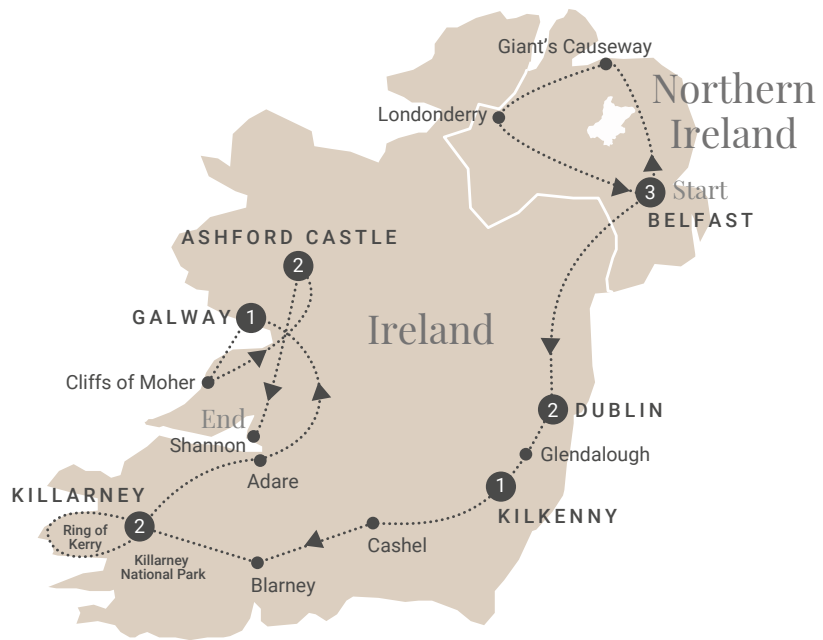 Giant's Causeway
Northern
Ireland
Londonderry
3
Start
BELFAST
ASHFORD CASTLE
2
GALWAY
1
Ireland
Cliffs of Moher
End
Shannon
2
DUBLIN
Glendalough
Adare
1
KILKENNY
KILLARNEY
2
Ring of
Kerry
Killarney
National Park
Cashel
Blarney